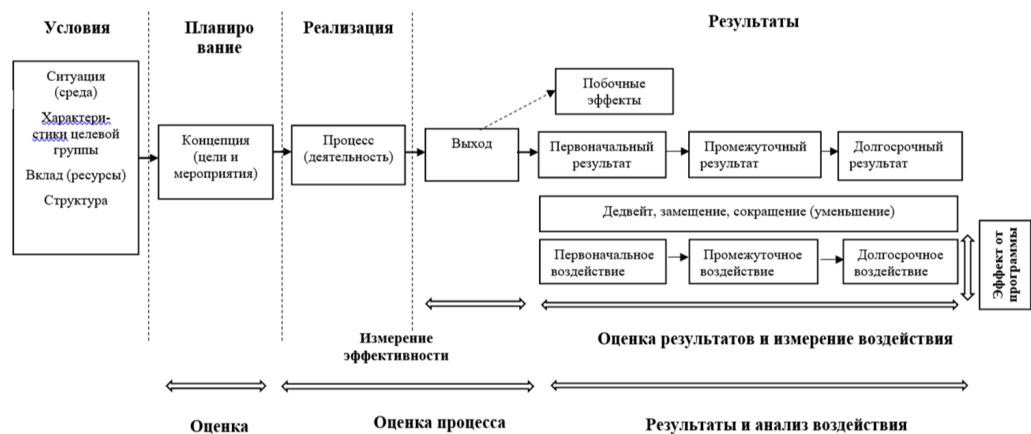 Условия
Планиро
вание
Реализация
Результаты
Ситуация
(среда)
Характери-
стики целевой
группы
Вклад (ресурсы)
Структура
Концепция
(цели и
мероприятия)
Процесс
(деятельность)
Выход
Побочные
эффекты
Первоначальный
результат
Промежуточный
результат
Долгосрочный
результат
Дедвейт, замещение, сокращение (уменьшение)
Первоначальное
воздействие
Промежуточное
воздействие
Долгосрочное
воздействие
Эффект от
программы
Измерение
эффективности
Оценка результатов и измерение воздействия
Оценка
Оценка процесса
Результаты и анализ воздействия